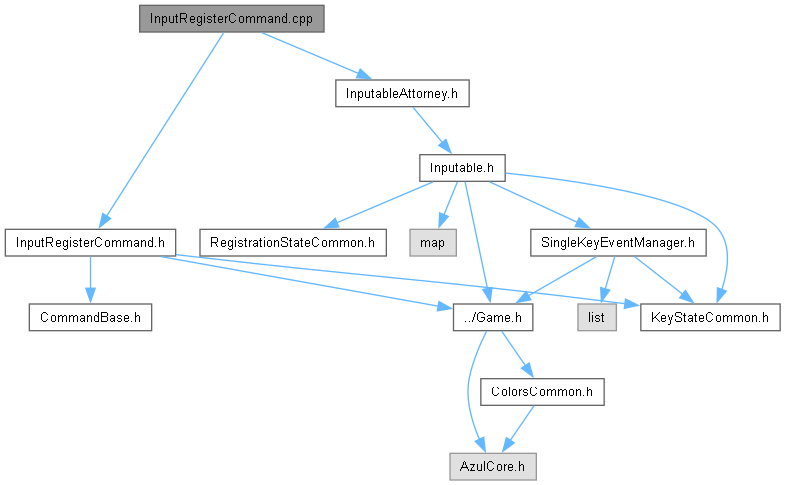 InputRegisterCommand.cpp
InputableAttorney.h
Inputable.h
InputRegisterCommand.h
RegistrationStateCommon.h
map
SingleKeyEventManager.h
CommandBase.h
../Game.h
list
KeyStateCommon.h
ColorsCommon.h
AzulCore.h